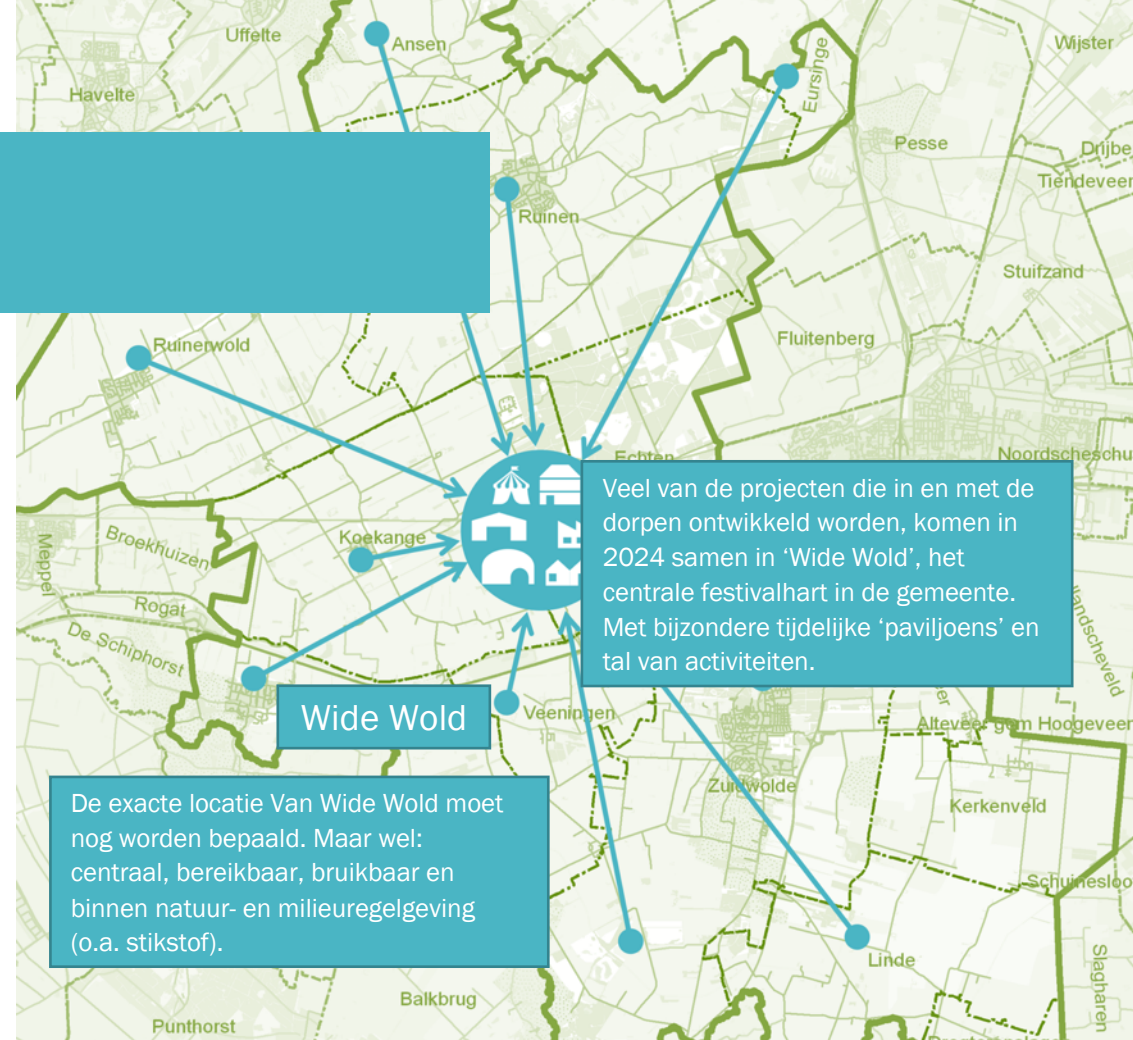 Uffelte
Ansen
Wijster
Eursinge
Havelte
Pesse
Tiendeveen
Ruinen
Stuifzand
Fluitenberg
Ruinerwold
Echten
Noordscheschu
Veel van de projecten die in en met de
dorpen ontwikkeld worden, komen in
2024 samen in ‘Wide Wold’, het
centrale festivalhart in de gemeente.
Met bijzondere tijdelijke ‘paviljoens’ en
tal van activiteiten.
Broekhuizen
Koekange
Meppel
Rogat
De Schiphorst
landscheveld
Wide Wold
Veeningen
Alteveer gem Hoogeveen
Zuidwolde
Kerkenveld
De exacte locatie Van Wide Wold moet
nog worden bepaald. Maar wel:
centraal, bereikbaar, bruikbaar en
binnen natuur- en milieuregelgeving
(o.a. stikstof).
Schuinesloo
Linde
Slagharen
Balkbrug
Punthorst